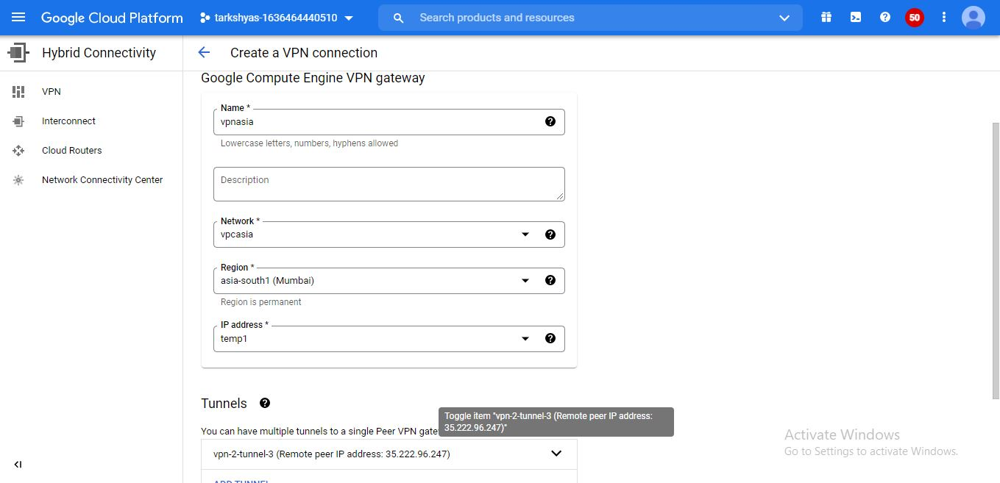 Google Cloud Platform
tarkshyas-1636464440510
Search products and resources
50
Hybrid Connectivity
Create a VPN connection
VPN
Interconnect
Cloud Routers
Network Connectivity Center
Google Compute Engine VPN gateway
Name *
vpnasia
Lowercase letters, numbers, hyphens allowed
Description
Network *
vpcasia
Region *
asia-south1 (Mumbai)
Region is permanent
IP address *
temp1
Tunnels
You can have multiple tunnels to a single Peer VPN
Toggle item "vpn-2-tunnel-3 (Remote peer IP address:
35.222.96.247)"
vpn-2-tunnel-3 (Remote peer IP address: 35.222.96.247)
ADD TUNNEL
Activate Windows
Go to Settings to activate Windows.